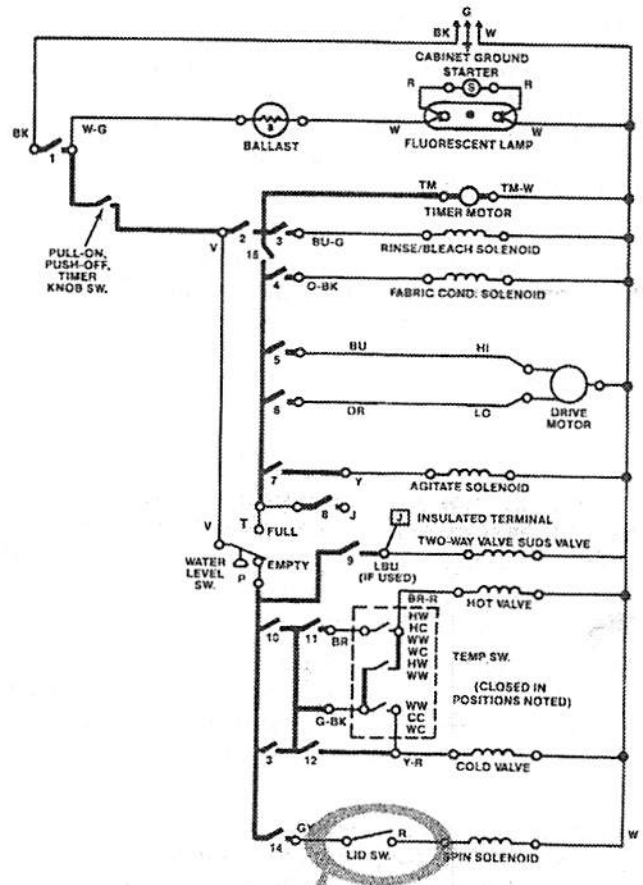 G
BK W
CABINET GROUND
STARTER
R S R
BK
1
W-G
BALLAST
W
FLUORESCENT LAMP
W
TM
TIMER MOTOR
TM-W
PULL-ON,
PUSH-OFF,
TIMER
KNOB SW.
V
2
3
BU-G
RINSE/BLEACH SOLENOID
15
4
O-BK
FABRIC COND. SOLENOID
5
BU
HI
6
OR
LO
DRIVE
MOTOR
7
Y
AGITATE SOLENOID
8
J
T
FULL
V
WATER
LEVEL
SW.
P
EMPTY
J INSULATED TERMINAL
TWO-WAY VALVE SUDS VALVE
9
LBU
(IF USED)
BR-R
HOT VALVE
10
11
BR
HW
HC
WW
WC
HW
WW
TEMP SW.
(CLOSED IN
POSITIONS NOTED)
G-BK
WW
CC
WC
3
12
Y-R
COLD VALVE
14
GY
LID SW.
R
SPIN SOLENOID
W